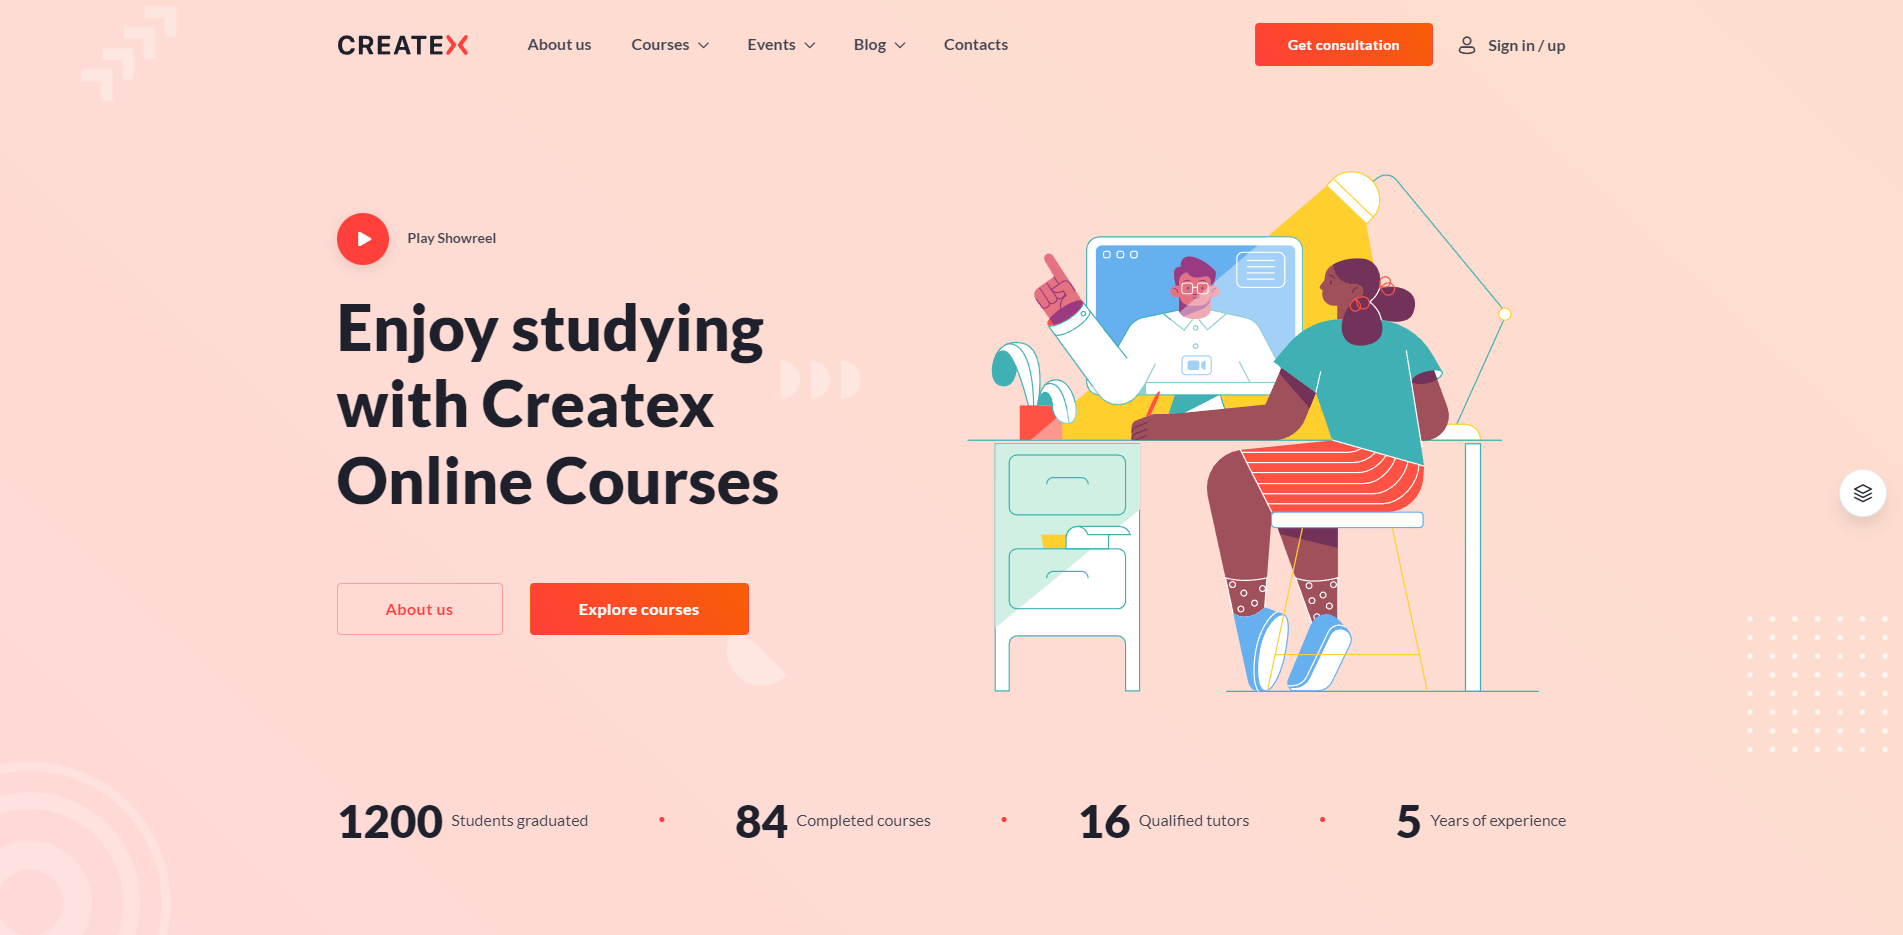 CREATEX
About us
Courses
Events
Blog
Contacts
Get consultation
Sign in / up
Play Showreel
Enjoy studying
with Createx
Online Courses
About us
Explore courses
1200 Students graduated
84 Completed courses
16 Qualified tutors
5 Years of experience